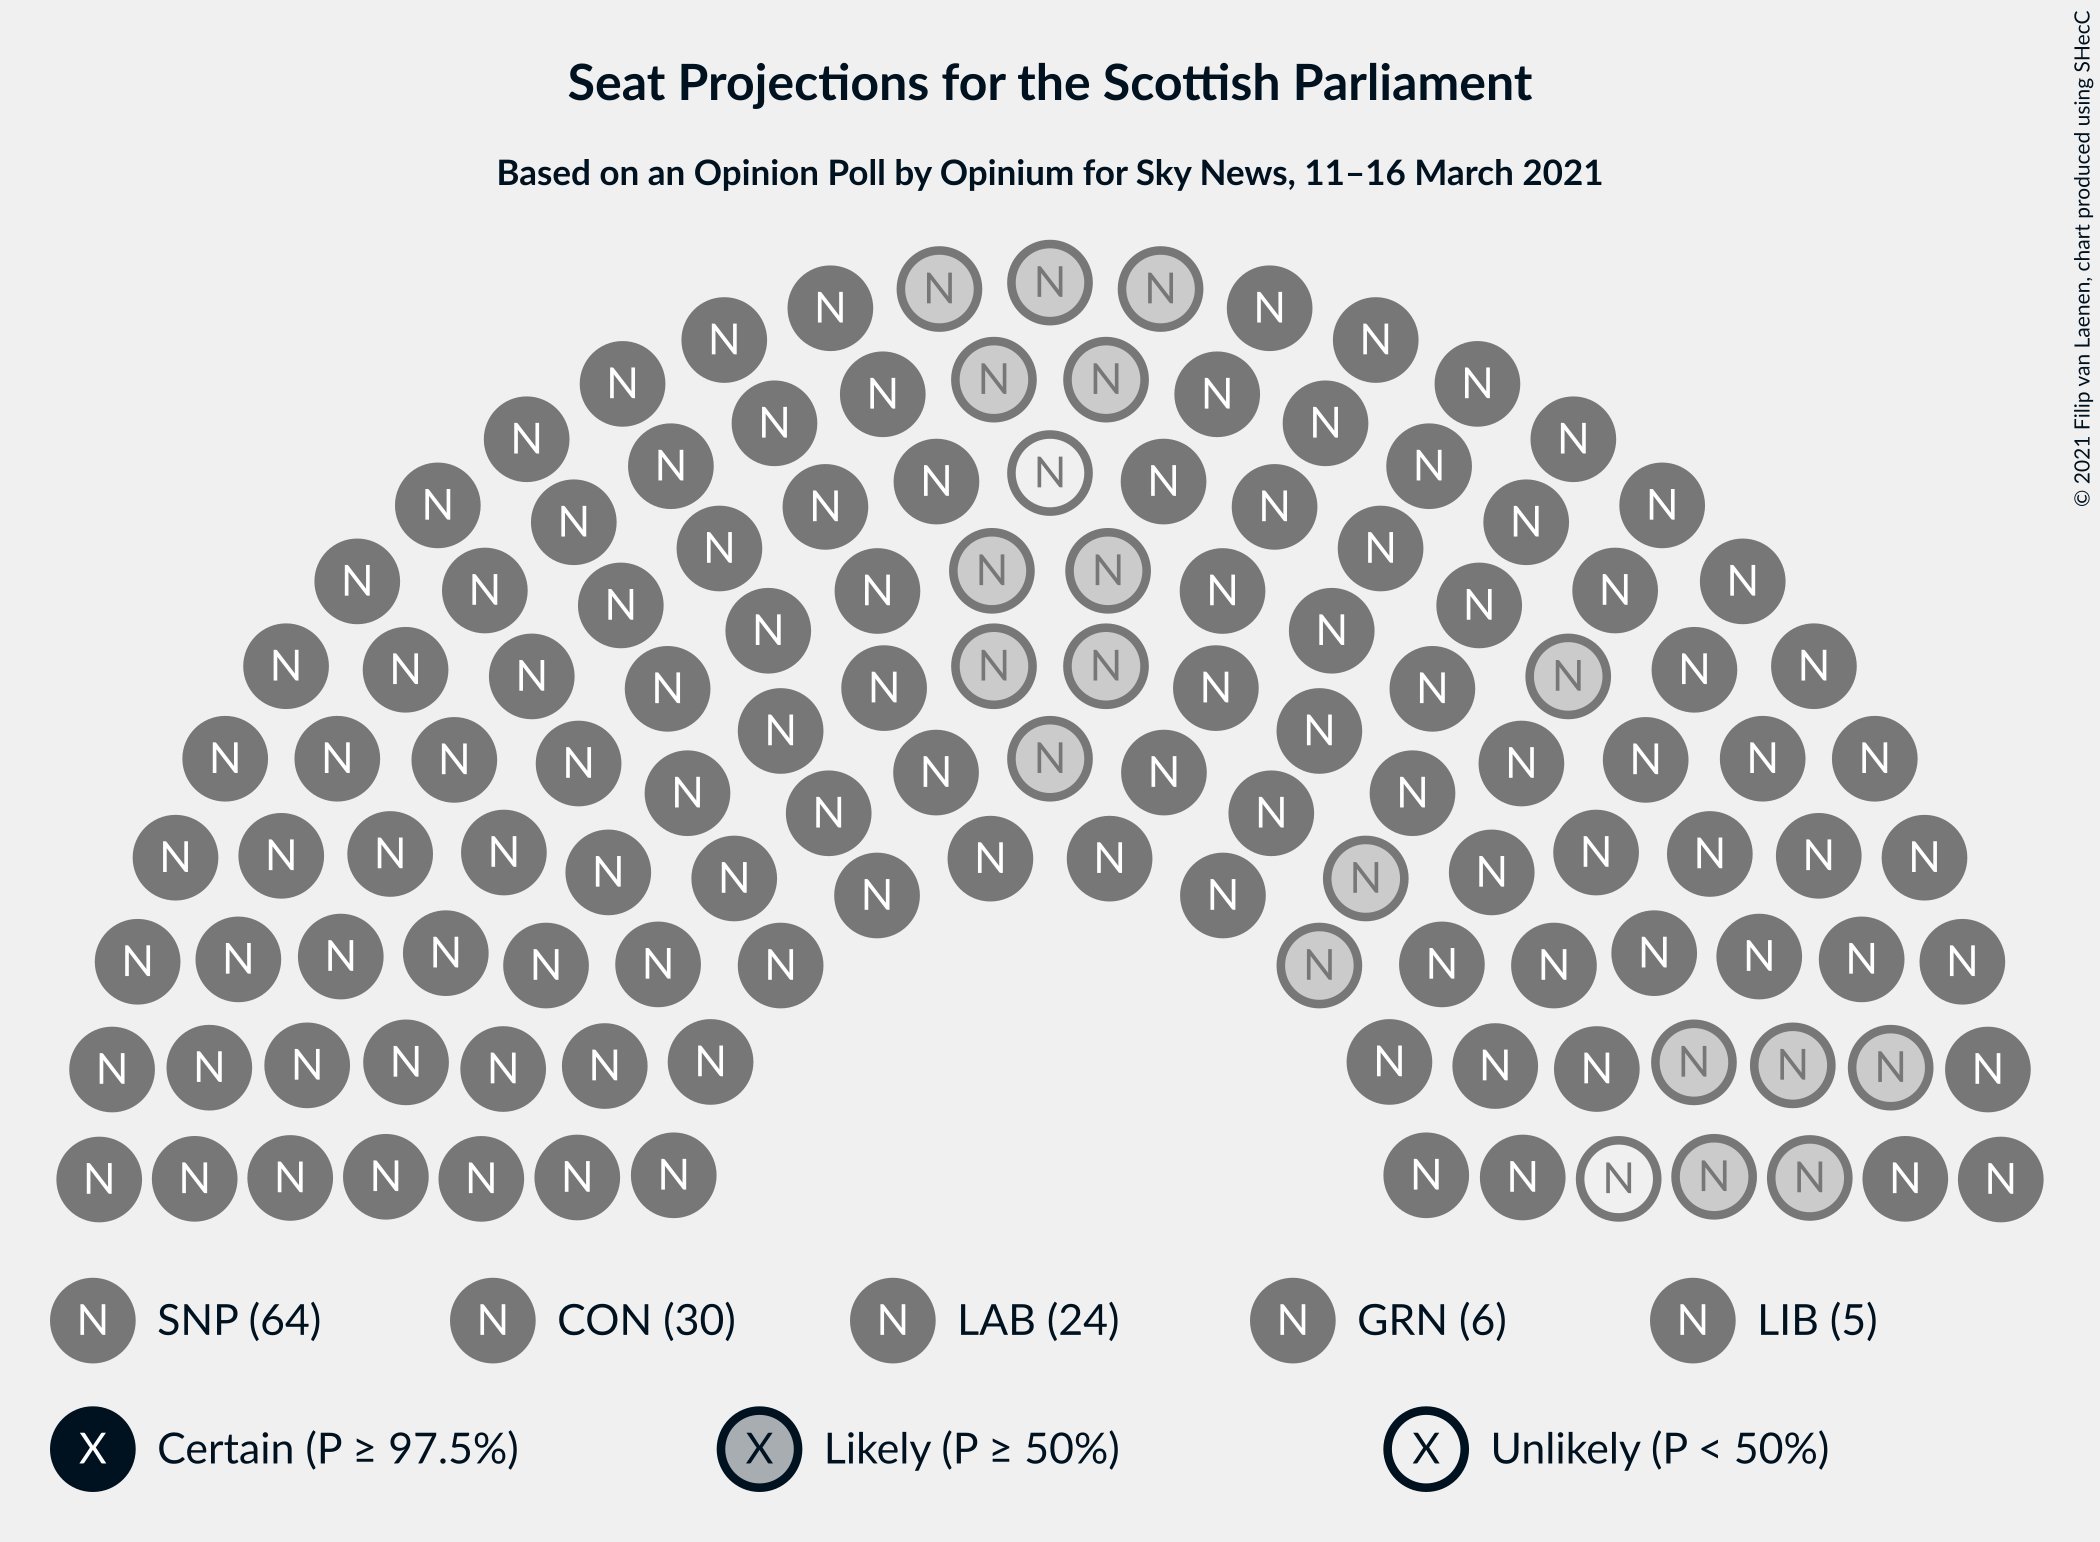 Seat Projections for the Scottish Parliament
Based on an Opinion Poll by Opinium for Sky News, 11–16 March 2021
© 2021 Filip van Laenen, chart produced using SHecC
N N N N N
N N N N N N N N
N N N N N N N N N
N N N N N N N N
N N N N N N N N N N
N N N N N N N N N N N N N N
N N N N N N N N N N N N N N N
N N N N N N N N N N N N N N N N N N
N N N N N N N N N N N N N N
N N N N N N N N N N N N N N
N N N N N N N N N N N N N N
N SNP (64) N CON (30) N LAB (24) N GRN (6) N LIB (5)
X Certain (P ≥ 97.5%) X Likely (P ≥ 50%) X Unlikely (P < 50%)